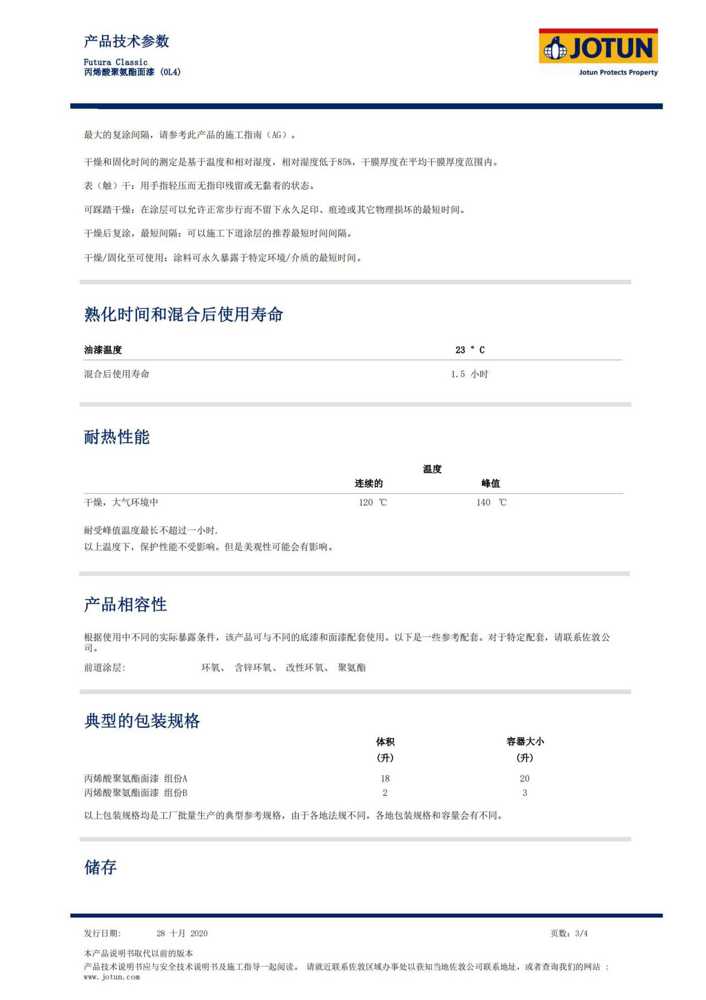 产品技术参数
Futura Classic
丙烯酸聚氨酯面漆 (OL4)
JOTUN
Jotun Protects Property
最大的复涂间隔，请参考此产品的施工指南（AG）。
干燥和固化时间的测定是基于温度和相对湿度，相对湿度低于85%，干膜厚度在平均干膜厚度范围内。
表（触）干：用手指轻压而无指印残留或无黏着的状态。
可踩踏干燥：在涂层可以允许正常步行而不留下永久足印、痕迹或其它物理损坏的最短时间。
干燥后复涂，最短间隔：可以施工下道涂层的推荐最短时间间隔。
干燥/固化至可使用：涂料可永久暴露于特定环境/介质的最短时间。
熟化时间和混合后使用寿命
油漆温度 23 °C
混合后使用寿命 1.5 小时
耐热性能
温度
连续的 峰值
干燥，大气环境中 120 ℃ 140 ℃
耐受峰值温度最长不超过一小时.
以上温度下，保护性能不受影响。但是美观性可能会有影响。
产品相容性
根据使用中不同的实际暴露条件，该产品可与不同的底漆和面漆配套使用。以下是一些参考配套。对于特定配套，请联系佐敦公
司。
前道涂层: 环氧、 含锌环氧、 改性环氧、 聚氨酯
典型的包装规格
体积 容器大小
(升) (升)
丙烯酸聚氨酯面漆 组份A 18 20
丙烯酸聚氨酯面漆 组份B 2 3
以上包装规格均是工厂批量生产的典型参考规格，由于各地法规不同，各地包装规格和容量会有不同。
储存
发行日期: 28 十月 2020 页数：3/4
本产品说明书取代以前的版本
产品技术说明书应与安全技术说明书及施工指导一起阅读。 请就近联系佐敦区域办事处以获知当地佐敦公司联系地址，或者查询我们的网站 :
www.jotun.com